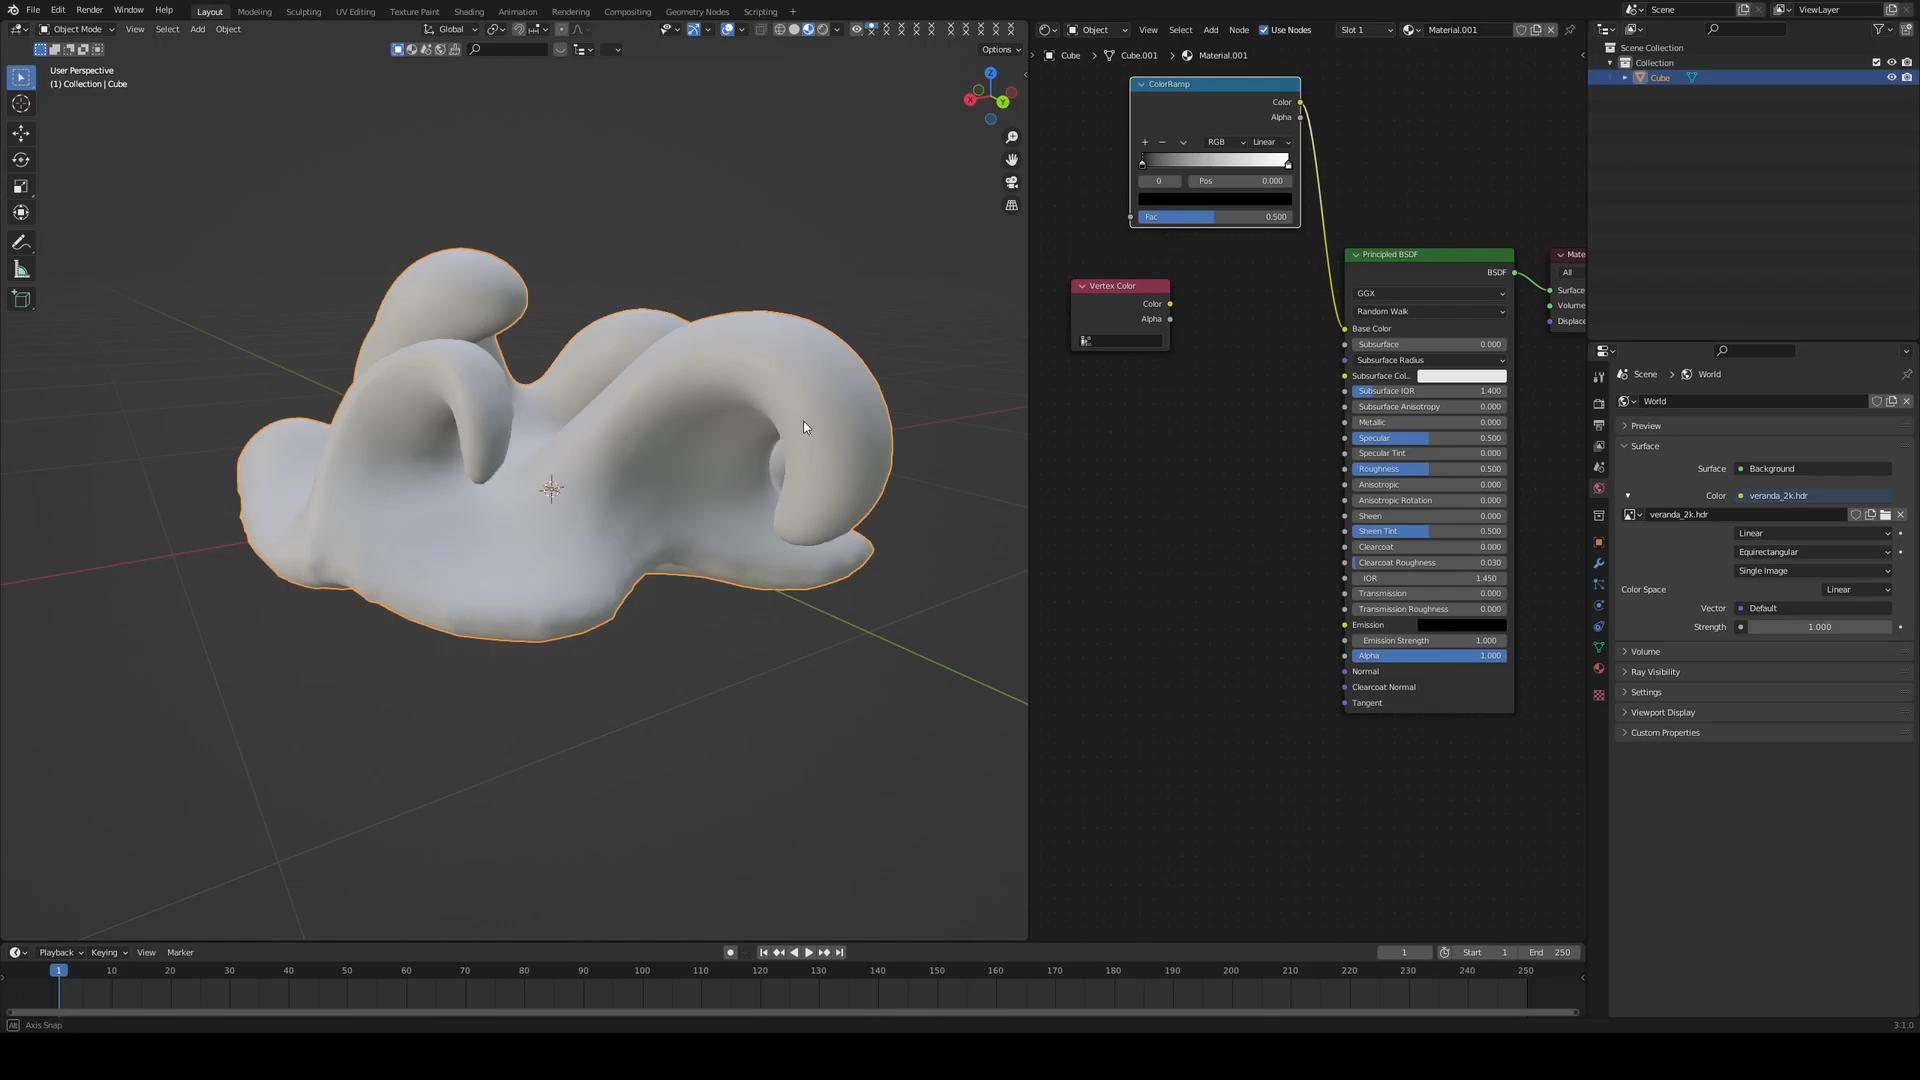 File Edit Render Window Help Layout Modeling Sculpting UV Editing Texture Paint Shading Animation Rendering Compositing Geometry Nodes Scripting + Scene ViewLayer
Object Mode View Select Add Object Global
Object View Select Add Node Use Nodes Slot 1 Material.001
Options
User Perspective
(1) Collection | Cube
Z
X
Y
Cube > Cube.001 > Material.001
ColorRamp
Color
Alpha
+ − RGB Linear
0 Pos 0.000
Fac 0.500
Vertex Color
Color
Alpha
Principled BSDF
BSDF
GGX
Random Walk
Base Color
Subsurface 0.000
Subsurface Radius
Subsurface Col...
Subsurface IOR 1.400
Subsurface Anisotropy 0.000
Metallic 0.000
Specular 0.500
Specular Tint 0.000
Roughness 0.500
Anisotropic 0.000
Anisotropic Rotation 0.000
Sheen 0.000
Sheen Tint 0.500
Clearcoat 0.000
Clearcoat Roughness 0.030
IOR 1.450
Transmission 0.000
Transmission Roughness 0.000
Emission
Emission Strength 1.000
Alpha 1.000
Normal
Clearcoat Normal
Tangent
Mate
All
Surface
Volume
Displace
Scene Collection
Collection
Cube
Scene > World
World
Preview
Surface
Surface Background
Color veranda_2k.hdr
veranda_2k.hdr
Linear
Equirectangular
Single Image
Color Space Linear
Vector Default
Strength 1.000
Volume
Ray Visibility
Settings
Viewport Display
Custom Properties
Playback Keying View Marker 1 Start 1 End 250
1 10 20 30 40 50 60 70 80 90 100 110 120 130 140 150 160 170 180 190 200 210 220 230 240 250
Alt Axis Snap 3.1.0